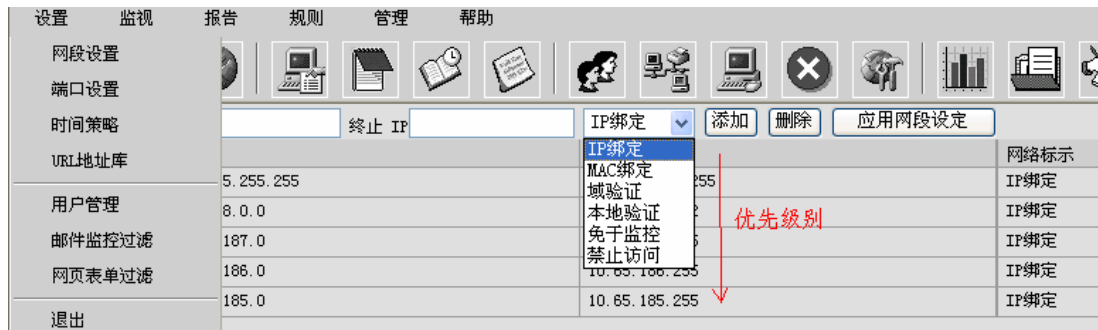 设置 监视 报告 规则 管理 帮助
网段设置
端口设置
时间策略
URL地址库
用户管理
邮件监控过滤
网页表单过滤
退出
终止 IP IP绑定 添加 删除 应用网段设定
IP绑定
MAC绑定
域验证
本地验证
免于监控
禁止访问
优先级别
网络标示
5.255.255 255 IP绑定
8.0.0 IP绑定
187.0 IP绑定
186.0 10.65.186.255 IP绑定
185.0 10.65.185.255 IP绑定